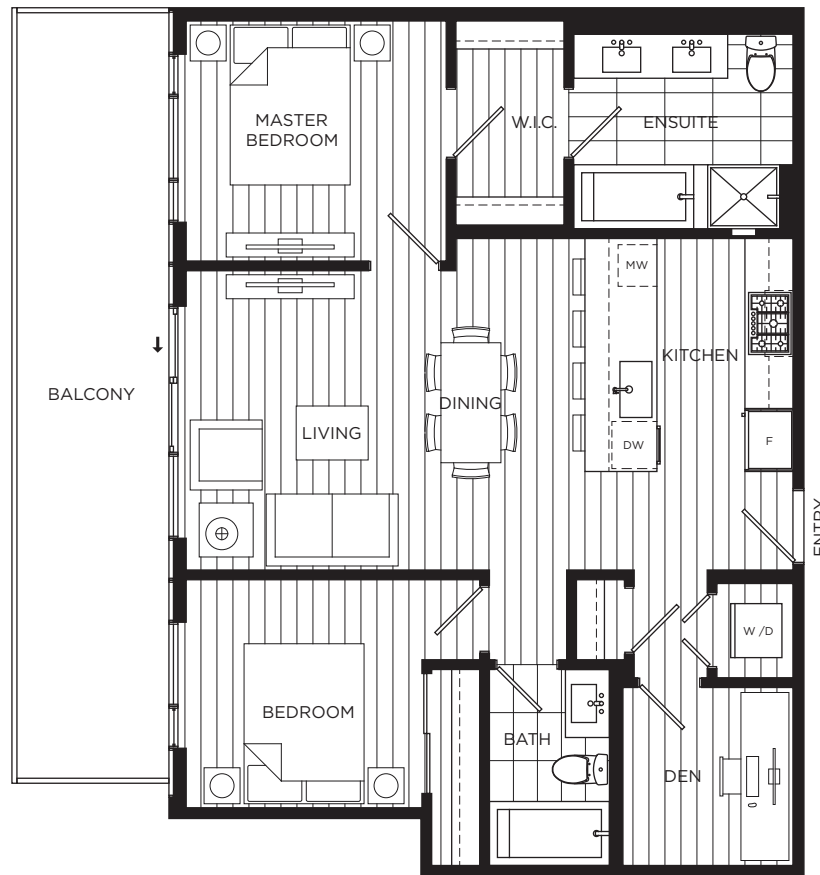 MASTER
BEDROOM
W.I.C.
ENSUITE
MW
KITCHEN
BALCONY
DINING
LIVING
DW
F
ENTRY
W /D
BEDROOM
BATH
DEN